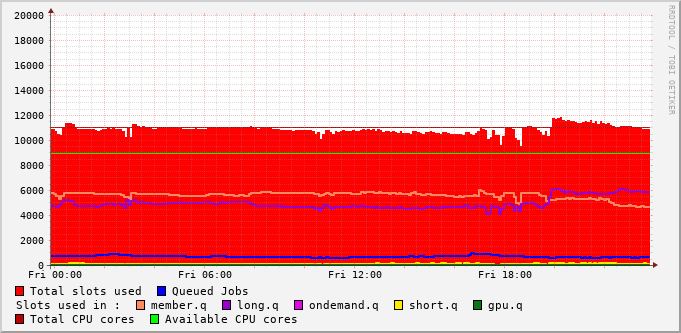 RRDTOOL / TOBI OETIKER
20000
18000
16000
14000
12000
10000
8000
6000
4000
2000
0
Fri 00:00 Fri 06:00 Fri 12:00 Fri 18:00
Total slots used Queued Jobs
Slots used in : member.q long.q ondemand.q short.q gpu.q
Total CPU cores Available CPU cores